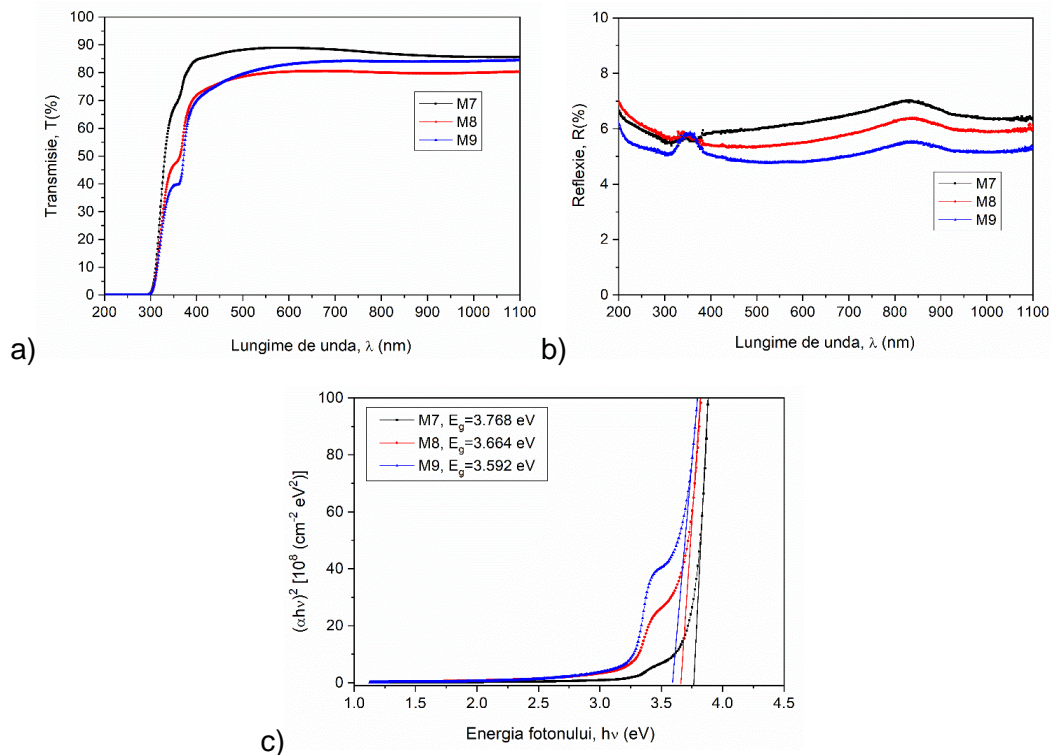 100
90
80
70
60
50
40
30
20
10
0
Transmisie, T(%)
M7
M8
M9
200 300 400 500 600 700 800 900 1000 1100
Lungime de unda, λ (nm)
a)
10
8
6
4
2
0
Reflexie, R(%)
M7
M8
M9
200 300 400 500 600 700 800 900 1000 1100
Lungime de unda, λ (nm)
b)
100
80
60
40
20
0
(αhν)² [10⁸ (cm⁻² eV²)]
M7, E_g=3.768 eV
M8, E_g=3.664 eV
M9, E_g=3.592 eV
1.0 1.5 2.0 2.5 3.0 3.5 4.0 4.5
Energia fotonului, hν (eV)
c)